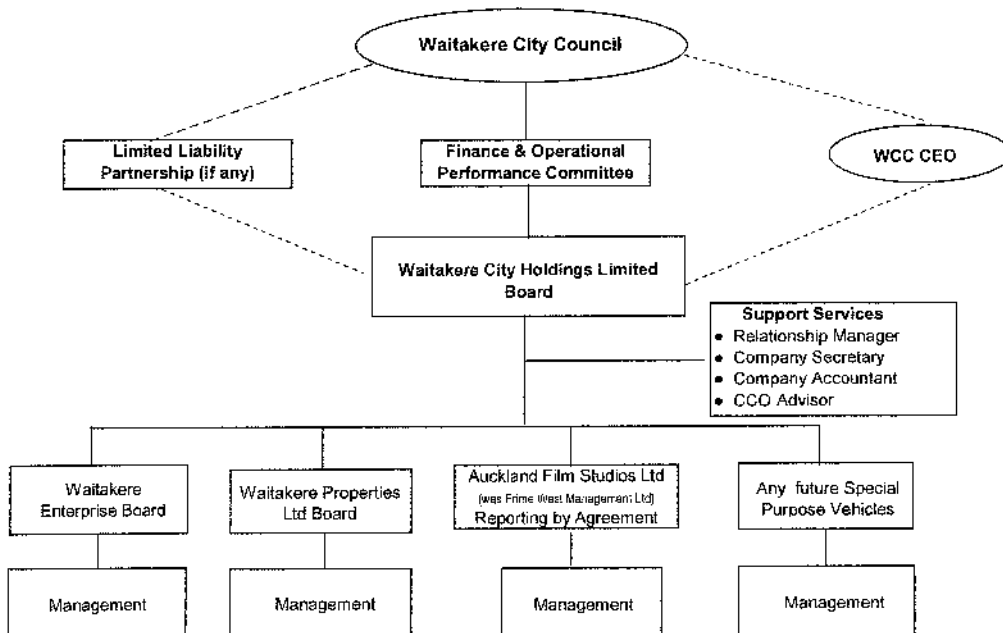 Waitakere City Council
Limited Liability
Partnership (if any)
Finance & Operational
Performance Committee
WCC CEO
Waitakere City Holdings Limited
Board
Support Services
• Relationship Manager
• Company Secretary
• Company Accountant
• CCO Advisor
Waitakere
Enterprise Board
Waitakere Properties
Ltd Board
Auckland Film Studios Ltd
(was Prime West Management Ltd)
Reporting by Agreement
Any future Special
Purpose Vehicles
Management
Management
Management
Management